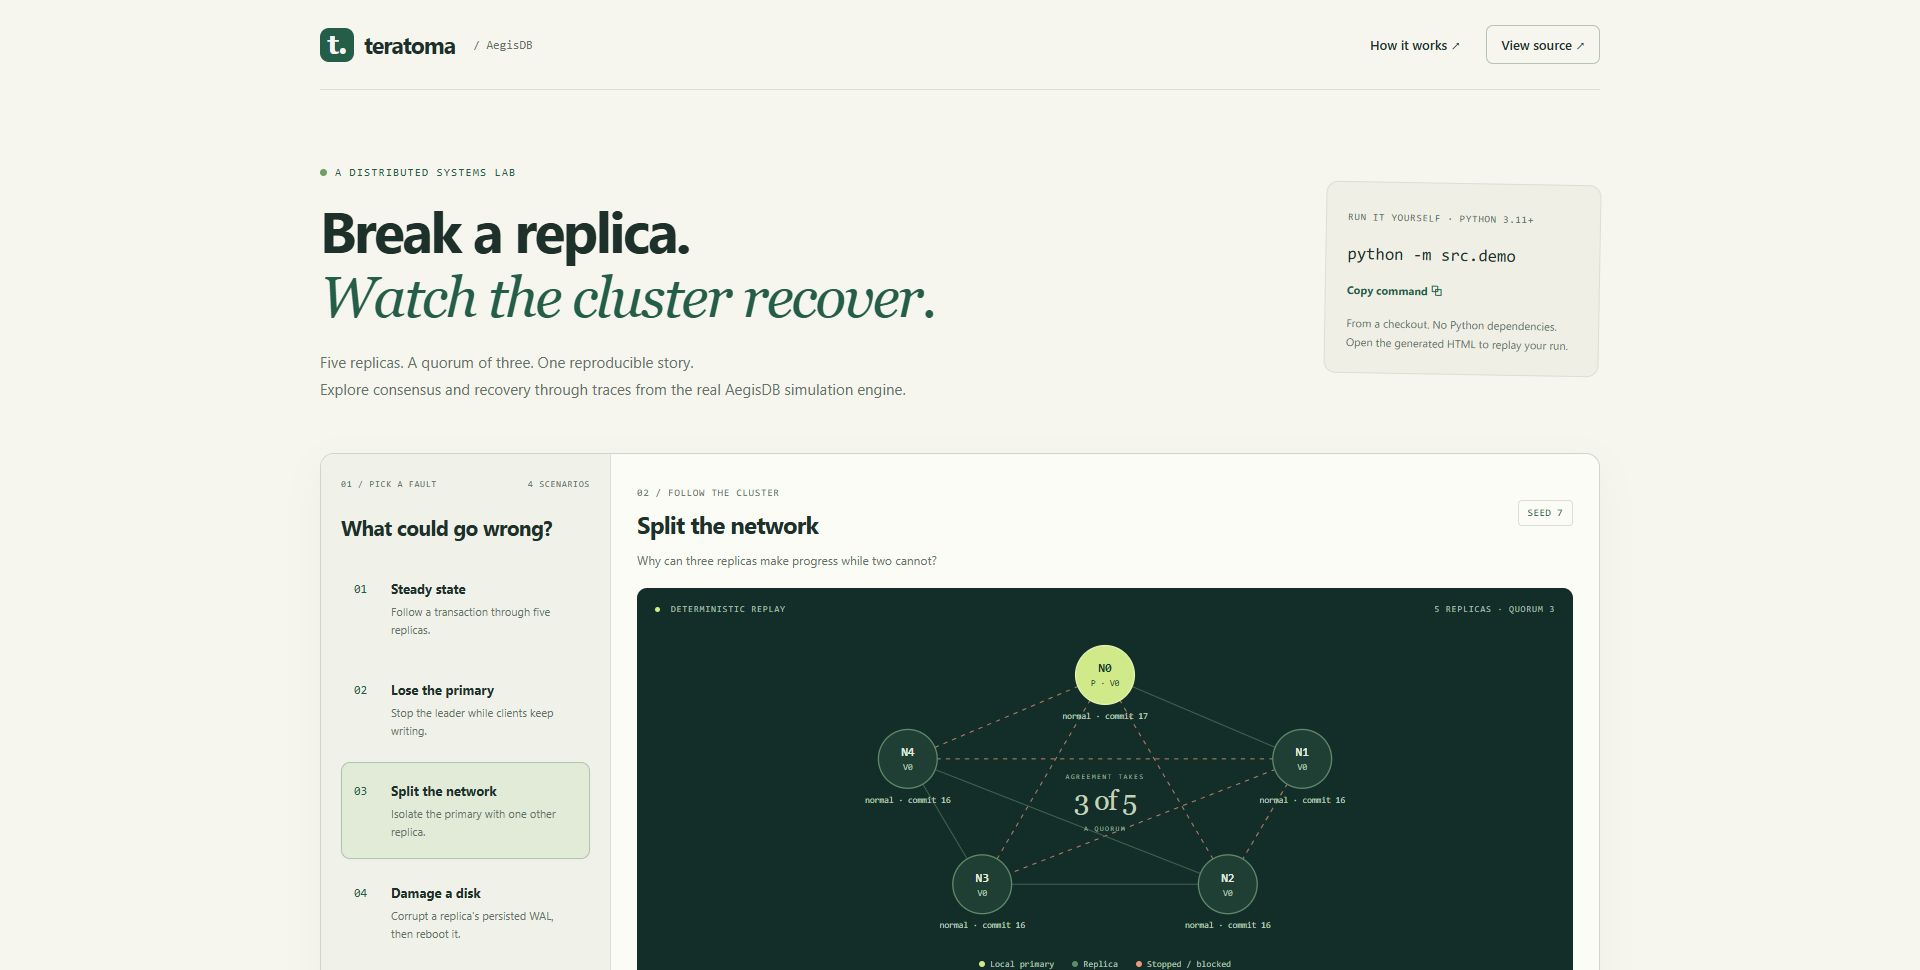 t. teratoma / AegisDB
How it works ↗
View source ↗
A DISTRIBUTED SYSTEMS LAB
Break a replica.
Watch the cluster recover.
Five replicas. A quorum of three. One reproducible story.
Explore consensus and recovery through traces from the real AegisDB simulation engine.
RUN IT YOURSELF · PYTHON 3.11+
python -m src.demo
Copy command
From a checkout. No Python dependencies.
Open the generated HTML to replay your run.
01 / PICK A FAULT
4 SCENARIOS
What could go wrong?
01 Steady state
Follow a transaction through five
replicas.
02 Lose the primary
Stop the leader while clients keep
writing.
03 Split the network
Isolate the primary with one other
replica.
04 Damage a disk
Corrupt a replica's persisted WAL,
then reboot it.
02 / FOLLOW THE CLUSTER
Split the network
SEED 7
Why can three replicas make progress while two cannot?
DETERMINISTIC REPLAY
5 REPLICAS · QUORUM 3
N0
P · V0
normal · commit 17
N4
V0
normal · commit 16
N1
V0
normal · commit 16
AGREEMENT TAKES
3 of 5
A QUORUM
N3
V0
normal · commit 16
N2
V0
normal · commit 16
Local primary
Replica
Stopped / blocked